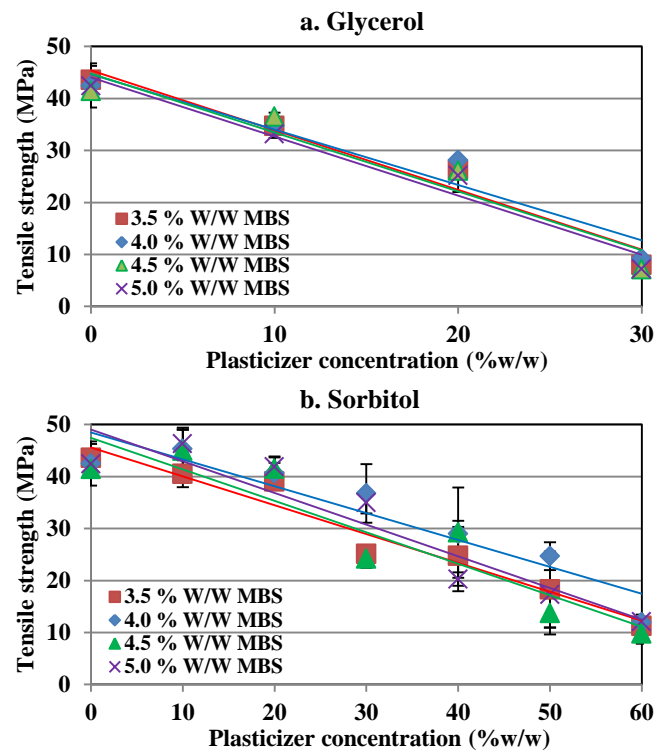 a. Glycerol
50
40
30
20
10
0
Tensile strength (MPa)
3.5 % W/W MBS
4.0 % W/W MBS
4.5 % W/W MBS
5.0 % W/W MBS
0 10 20 30
Plasticizer concentration (%w/w)
b. Sorbitol
50
40
30
20
10
0
Tensile strength (MPa)
3.5 % W/W MBS
4.0 % W/W MBS
4.5 % W/W MBS
5.0 % W/W MBS
0 10 20 30 40 50 60
Plasticizer concentration (%w/w)